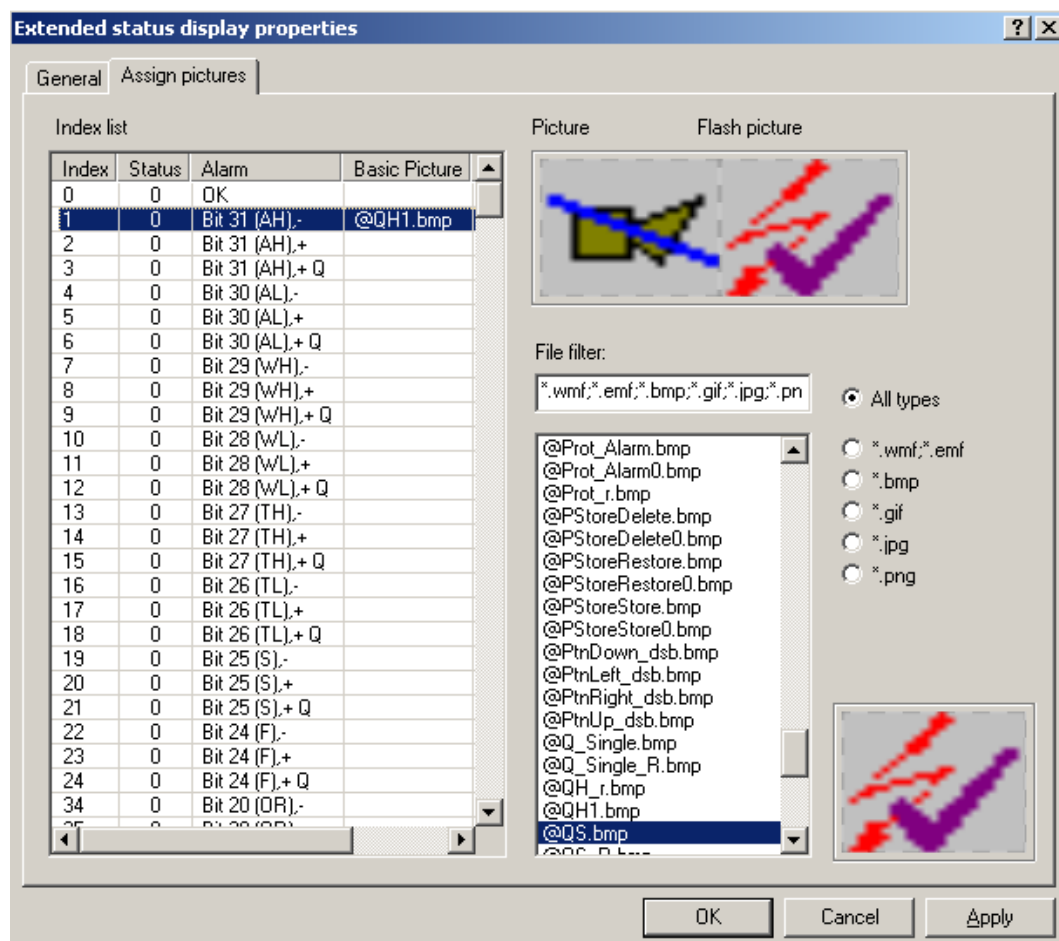 Extended status display properties
General Assign pictures
Index list
Index Status Alarm Basic Picture
0 0 OK
1 0 Bit 31 (AH),- @QH1.bmp
2 0 Bit 31 (AH),+
3 0 Bit 31 (AH),+ Q
4 0 Bit 30 (AL),-
5 0 Bit 30 (AL),+
6 0 Bit 30 (AL),+ Q
7 0 Bit 29 (WH),-
8 0 Bit 29 (WH),+
9 0 Bit 29 (WH),+ Q
10 0 Bit 28 (WL),-
11 0 Bit 28 (WL),+
12 0 Bit 28 (WL),+ Q
13 0 Bit 27 (TH),-
14 0 Bit 27 (TH),+
15 0 Bit 27 (TH),+ Q
16 0 Bit 26 (TL),-
17 0 Bit 26 (TL),+
18 0 Bit 26 (TL),+ Q
19 0 Bit 25 (S),-
20 0 Bit 25 (S),+
21 0 Bit 25 (S),+ Q
22 0 Bit 24 (F),-
23 0 Bit 24 (F),+
24 0 Bit 24 (F),+ Q
34 0 Bit 20 (OR),-
Picture Flash picture
File filter:
*.wmf;*.emf;*.bmp;*.gif;*.jpg;*.pn
@Prot_Alarm.bmp
@Prot_Alarm0.bmp
@Prot_r.bmp
@PStoreDelete.bmp
@PStoreDelete0.bmp
@PStoreRestore.bmp
@PStoreRestore0.bmp
@PStoreStore.bmp
@PStoreStore0.bmp
@PtnDown_dsb.bmp
@PtnLeft_dsb.bmp
@PtnRight_dsb.bmp
@PtnUp_dsb.bmp
@Q_Single.bmp
@Q_Single_R.bmp
@QH_r.bmp
@QH1.bmp
@QS.bmp
All types
*.wmf;*.emf
*.bmp
*.gif
*.jpg
*.png
OK Cancel Apply